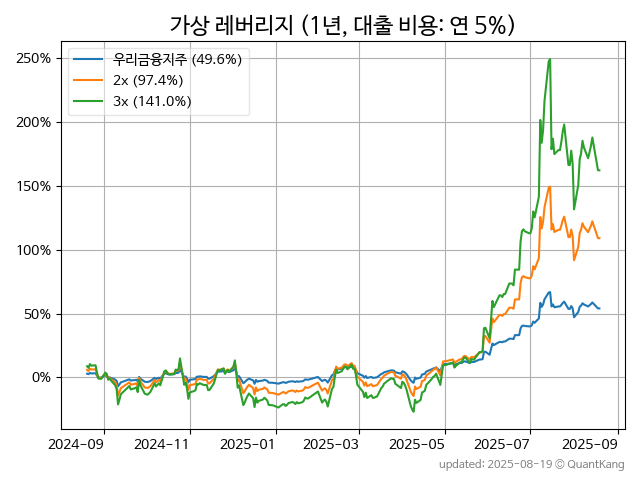 가상 레버리지 (1년, 대출 비용: 연 5%)
우리금융지주 (49.6%)
2x (97.4%)
3x (141.0%)
250%
200%
150%
100%
50%
0%
2024-09 2024-11 2025-01 2025-03 2025-05 2025-07 2025-09
updated: 2025-08-19 © QuantKang